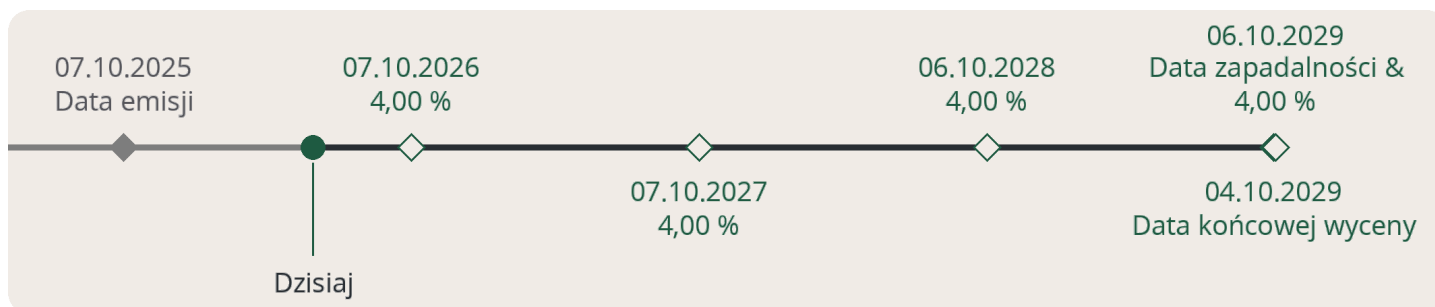 07.10.2025
Data emisji
07.10.2026
4,00 %
07.10.2027
4,00 %
06.10.2028
4,00 %
06.10.2029
Data zapadalności &
4,00 %
04.10.2029
Data końcowej wyceny
Dzisiaj